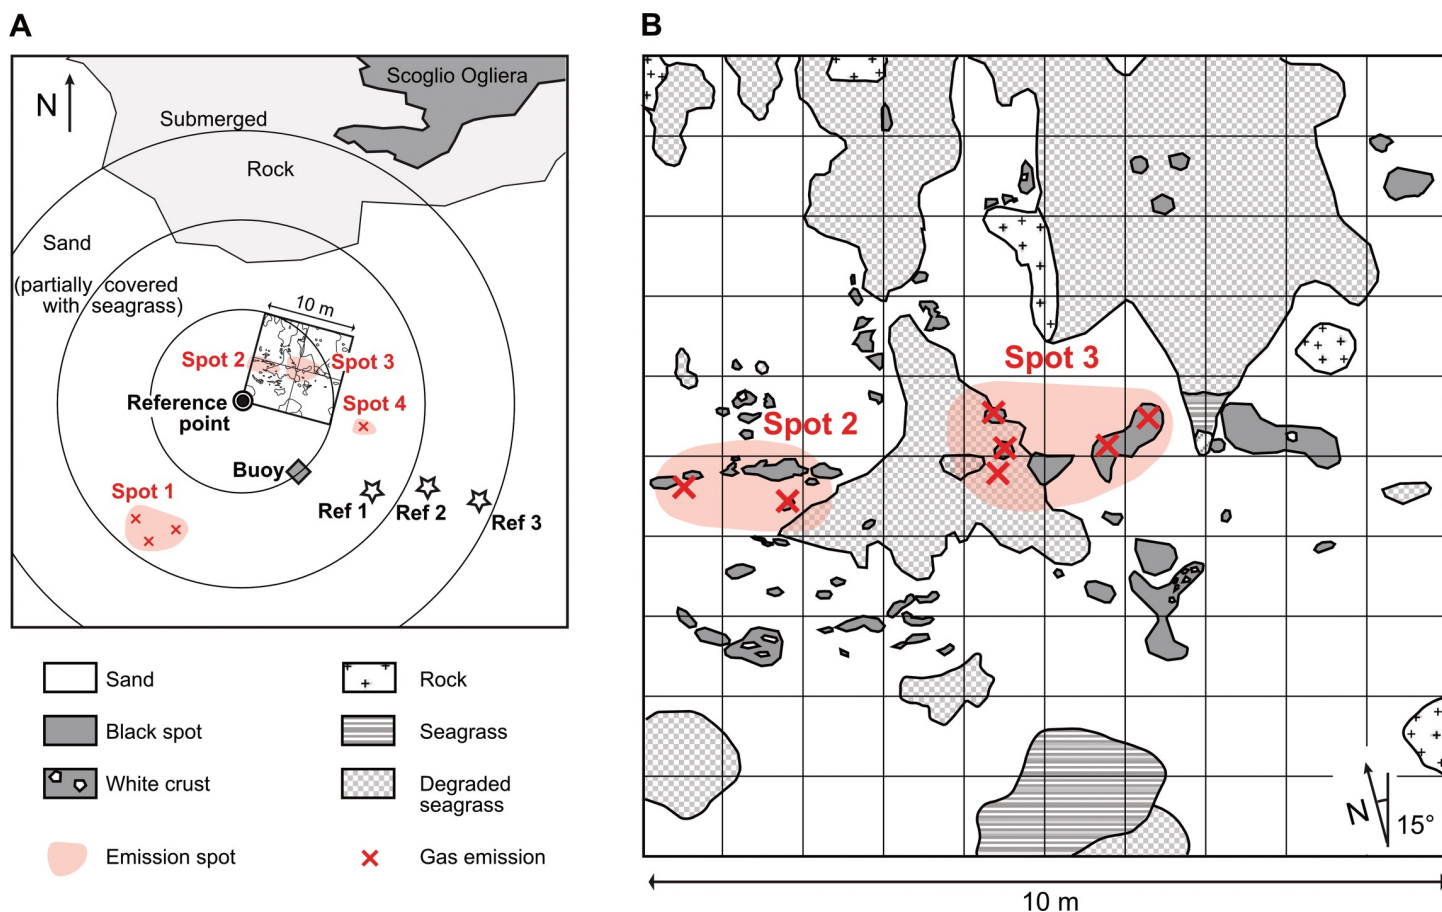 A
N
Scoglio Ogliera
Submerged
Rock
Sand
(partially covered
with seagrass)
10 m
Spot 2
Spot 3
Reference
point
Spot 4
Buoy
Spot 1
Ref 1
Ref 2
Ref 3
Sand
Rock
Black spot
Seagrass
White crust
Degraded
seagrass
Emission spot
Gas emission
B
Spot 3
Spot 2
N
15°
10 m